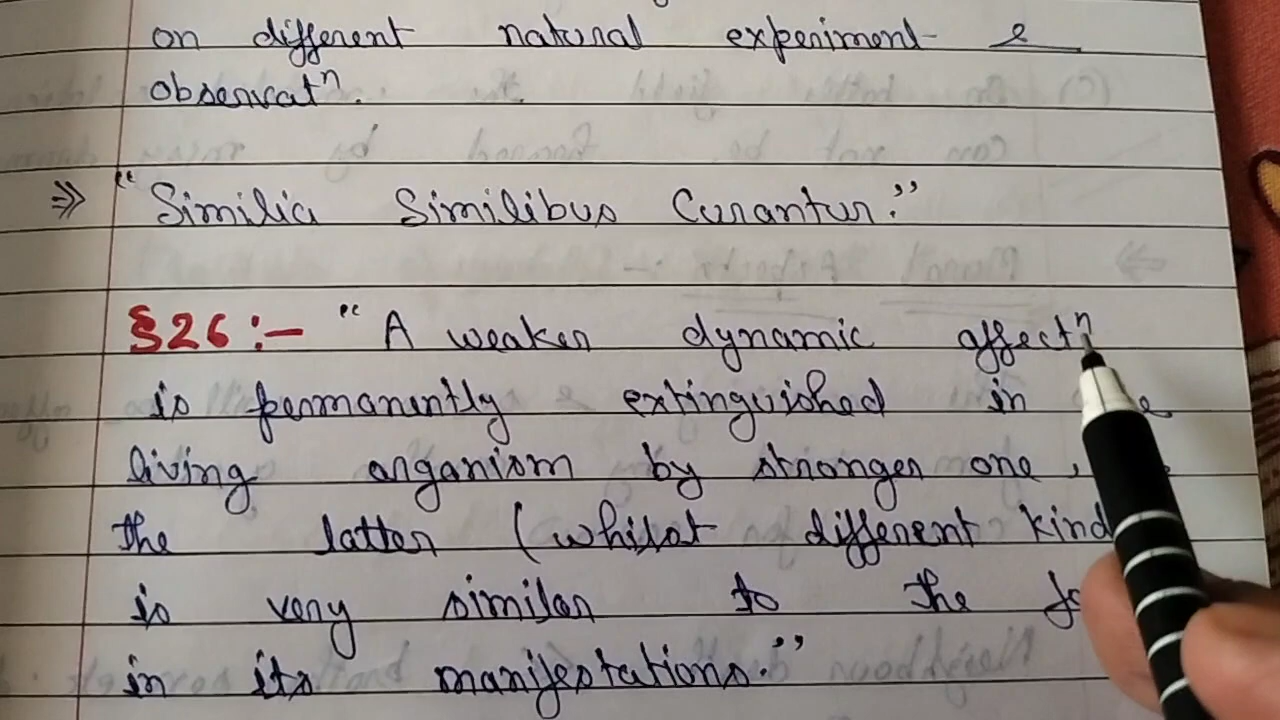 on different natural experiment &
observatⁿ.
⇒ "Similia Similibus Curantur."
§26:- "A weaker dynamic affectⁿ
is permanently extinguished in
living organism by stronger one,
the latter (whilst different kind
is very similar to the
in its manifestations."